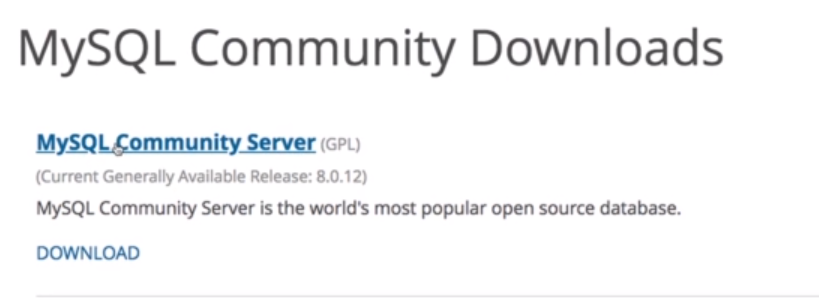 MySQL Community Downloads
MySQL Community Server (GPL)
(Current Generally Available Release: 8.0.12)
MySQL Community Server is the world's most popular open source database.
DOWNLOAD